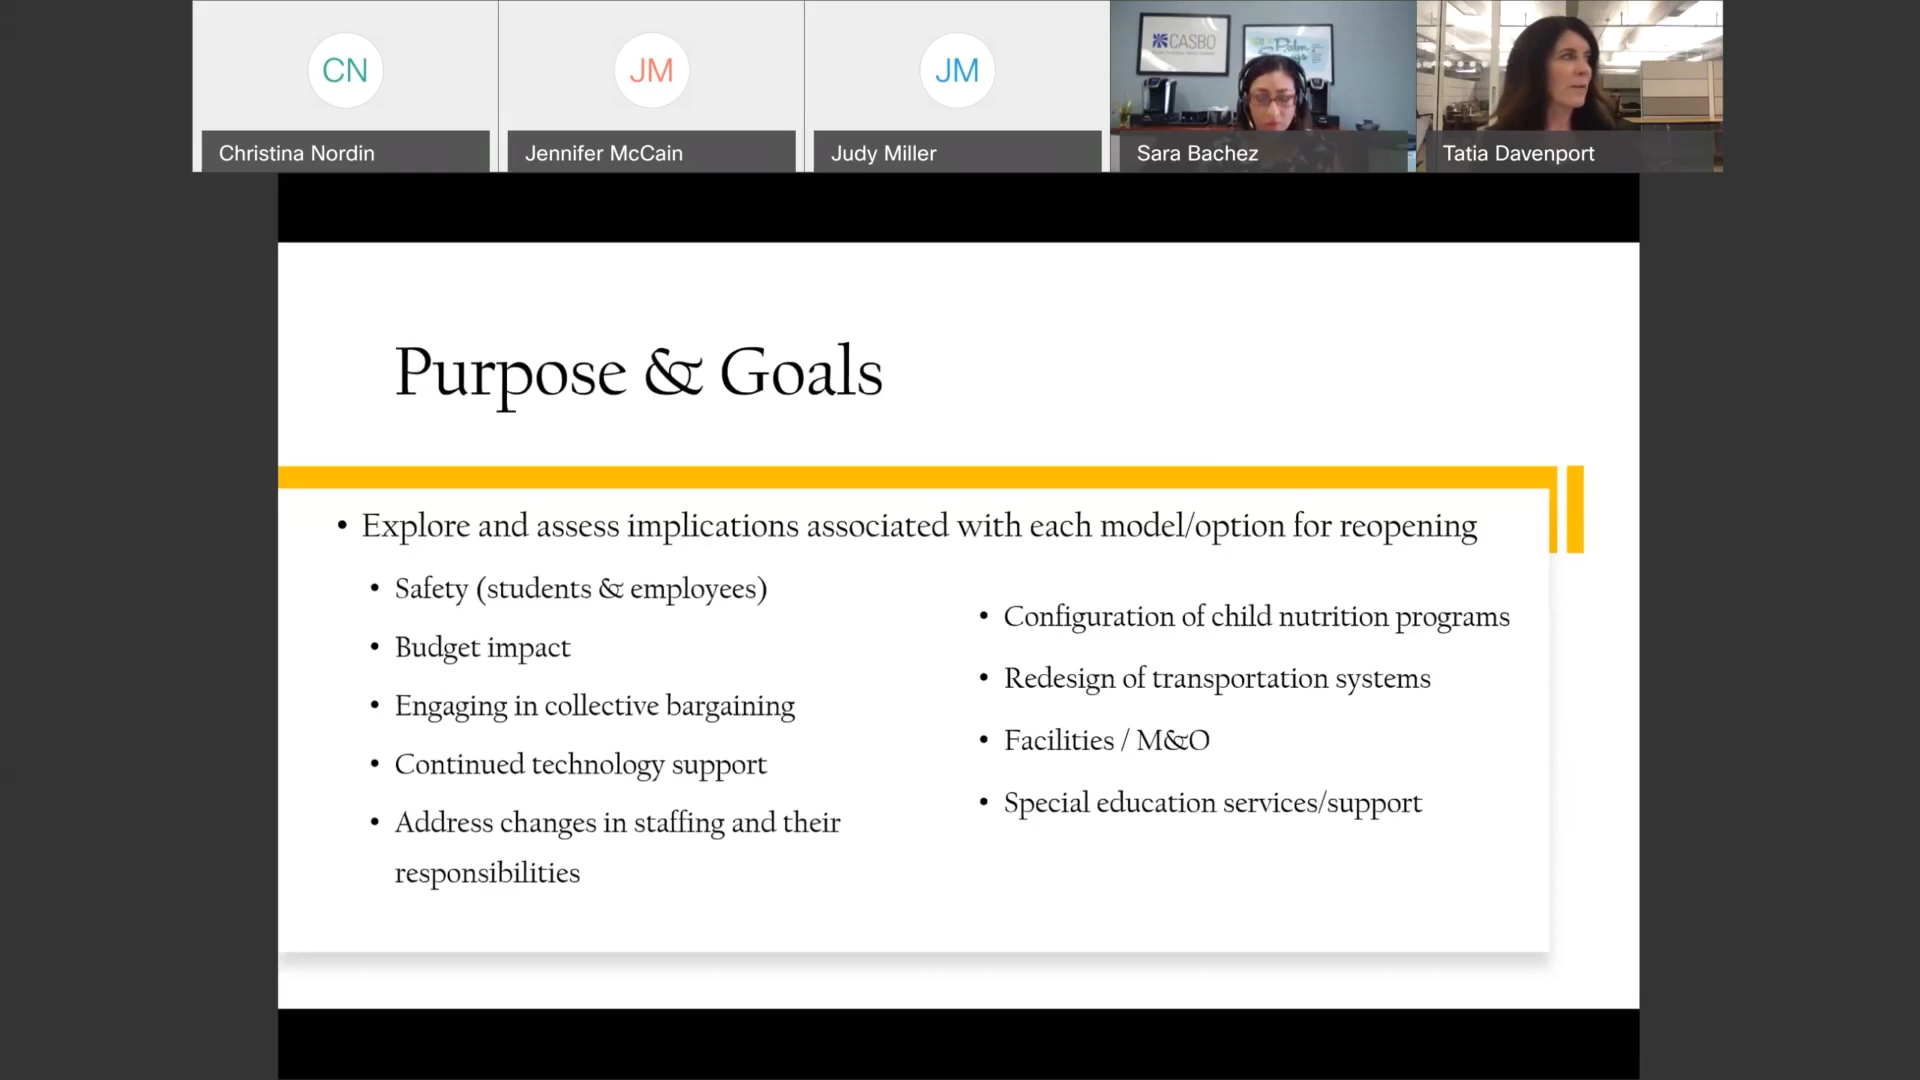 CN
JM
JM
CASBO
Palm
Christina Nordin
Jennifer McCain
Judy Miller
Sara Bachez
Tatia Davenport
Purpose & Goals
• Explore and assess implications associated with each model/option for reopening
• Safety (students & employees)
• Budget impact
• Engaging in collective bargaining
• Continued technology support
• Address changes in staffing and their
responsibilities
• Configuration of child nutrition programs
• Redesign of transportation systems
• Facilities / M&O
• Special education services/support